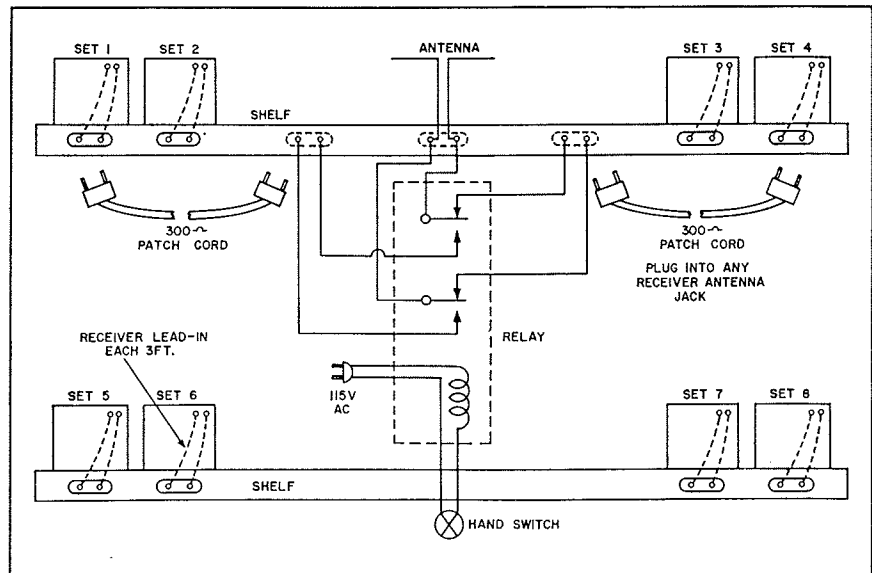 SET 1
SET 2
ANTENNA
SET 3
SET 4
SHELF
300~
PATCH CORD
300~
PATCH CORD
PLUG INTO ANY
RECEIVER ANTENNA
JACK
RECEIVER LEAD-IN
EACH 3FT.
RELAY
115V
AC
SET 5
SET 6
SET 7
SET 8
SHELF
HAND SWITCH